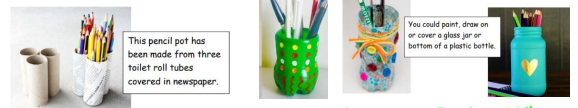 This pencil pot has
been made from three
toilet roll tubes
covered in newspaper.
You could paint, draw on
or cover a glass jar or
bottom of a plastic bottle.